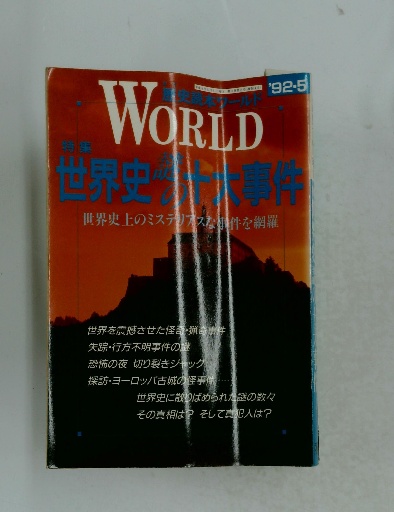 '92・5
歴史読本ワールド
WORLD
特集
世界史 謎の十大事件
世界史上のミステリアスな事件を網羅
世界を震撼させた怪奇・猟奇事件
失踪・行方不明事件の謎
恐怖の夜 切り裂きジャック
探訪・ヨーロッパ古城の怪事件……
世界史に散りばめられた謎の数々
その真相は? そして真犯人は?